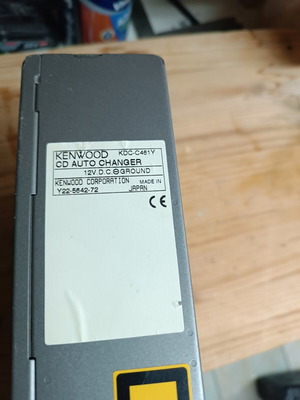 KENWOOD KDC-C461Y
CD AUTO CHANGER
12V D.C. ⊖ GROUND
KENWOOD CORPORATION MADE IN
Y22-5642-72 JAPAN
CE